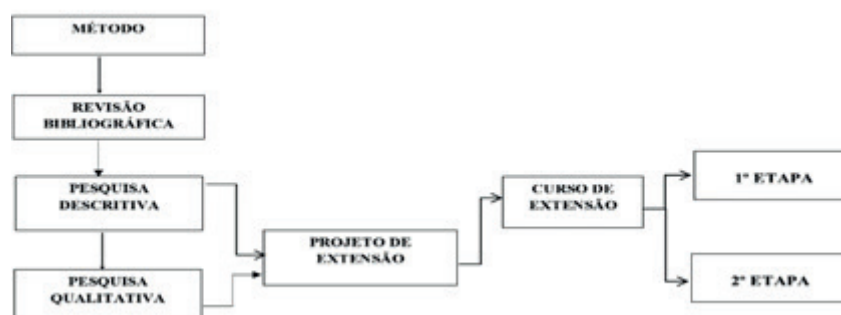 MÉTODO
REVISÃO
BIBLIOGRÁFICA
PESQUISA
DESCRITIVA
PESQUISA
QUALITATIVA
PROJETO DE
EXTENSÃO
CURSO DE
EXTENSÃO
1ª ETAPA
2ª ETAPA